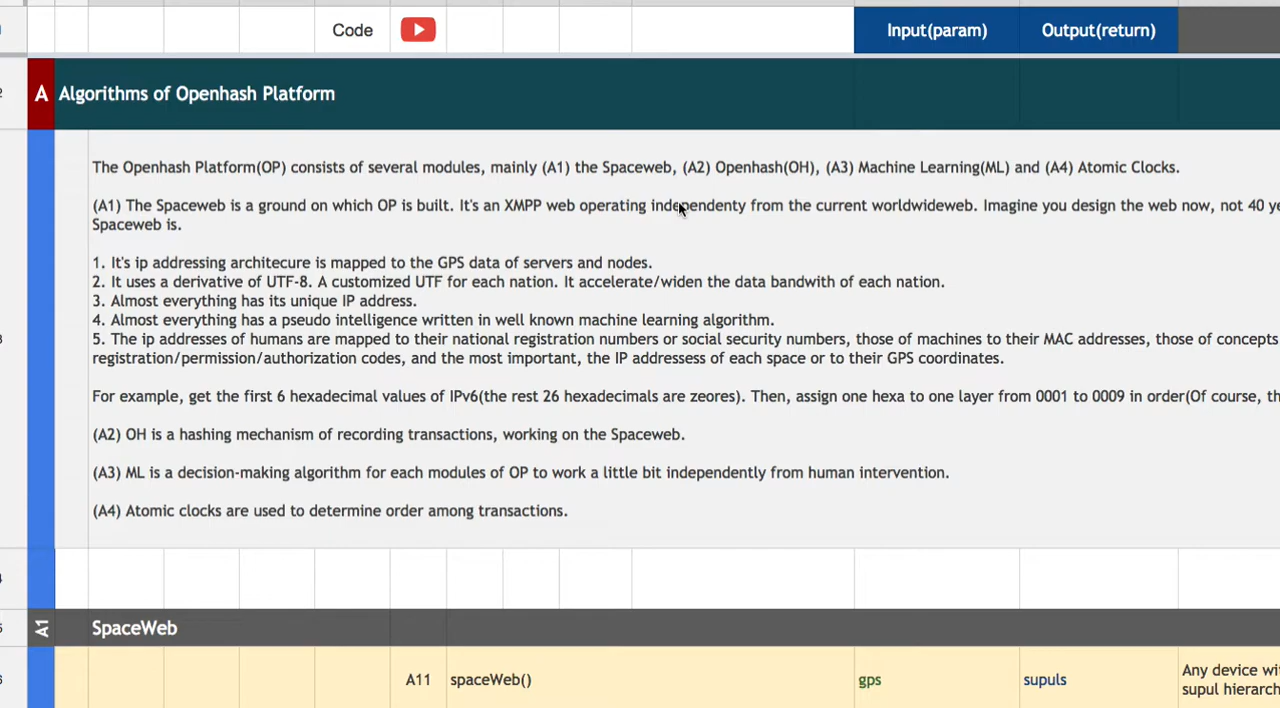 Code
Input(param)
Output(return)
A
Algorithms of Openhash Platform
The Openhash Platform(OP) consists of several modules, mainly (A1) the Spaceweb, (A2) Openhash(OH), (A3) Machine Learning(ML) and (A4) Atomic Clocks.
(A1) The Spaceweb is a ground on which OP is built. It's an XMPP web operating independenty from the current worldwideweb. Imagine you design the web now, not 40 ye
Spaceweb is.
1. It's ip addressing architecure is mapped to the GPS data of servers and nodes.
2. It uses a derivative of UTF-8. A customized UTF for each nation. It accelerate/widen the data bandwith of each nation.
3. Almost everything has its unique IP address.
4. Almost everything has a pseudo intelligence written in well known machine learning algorithm.
5. The ip addresses of humans are mapped to their national registration numbers or social security numbers, those of machines to their MAC addresses, those of concepts
registration/permission/authorization codes, and the most important, the IP addressess of each space or to their GPS coordinates.
For example, get the first 6 hexadecimal values of IPv6(the rest 26 hexadecimals are zeores). Then, assign one hexa to one layer from 0001 to 0009 in order(Of course, th
(A2) OH is a hashing mechanism of recording transactions, working on the Spaceweb.
(A3) ML is a decision-making algorithm for each modules of OP to work a little bit independently from human intervention.
(A4) Atomic clocks are used to determine order among transactions.
A1
SpaceWeb
A11
spaceWeb()
gps
supuls
Any device wi
supul hierarch